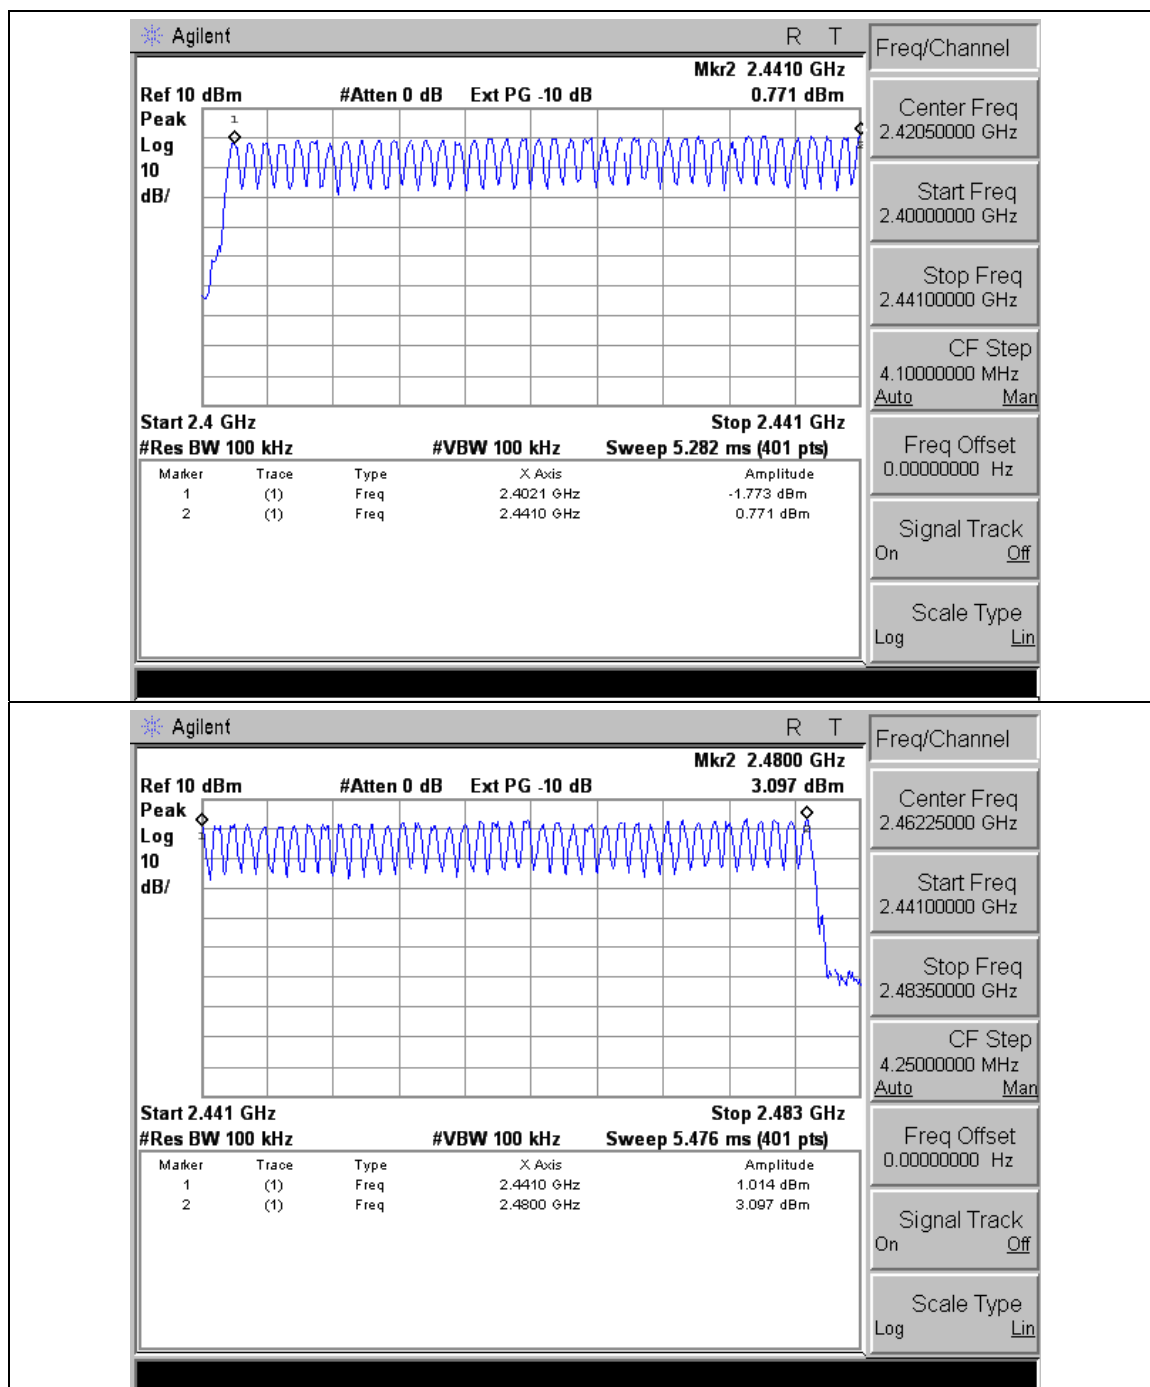 Agilent R T
Freq/Channel
Mkr2 2.4410 GHz
Ref 10 dBm #Atten 0 dB Ext PG -10 dB 0.771 dBm
Peak
Log
10
dB/
1
Center Freq
2.42050000 GHz
Start Freq
2.40000000 GHz
Stop Freq
2.44100000 GHz
CF Step
4.10000000 MHz
Auto Man
Freq Offset
0.00000000 Hz
Signal Track
On Off
Scale Type
Log Lin
Start 2.4 GHz Stop 2.441 GHz
#Res BW 100 kHz #VBW 100 kHz Sweep 5.282 ms (401 pts)
Marker Trace Type X Axis Amplitude
1 (1) Freq 2.4021 GHz -1.773 dBm
2 (1) Freq 2.4410 GHz 0.771 dBm
Agilent R T
Freq/Channel
Mkr2 2.4800 GHz
Ref 10 dBm #Atten 0 dB Ext PG -10 dB 3.097 dBm
Peak
Log
10
dB/
Center Freq
2.46225000 GHz
Start Freq
2.44100000 GHz
Stop Freq
2.48350000 GHz
CF Step
4.25000000 MHz
Auto Man
Freq Offset
0.00000000 Hz
Signal Track
On Off
Scale Type
Log Lin
Start 2.441 GHz Stop 2.483 GHz
#Res BW 100 kHz #VBW 100 kHz Sweep 5.476 ms (401 pts)
Marker Trace Type X Axis Amplitude
1 (1) Freq 2.4410 GHz 1.014 dBm
2 (1) Freq 2.4800 GHz 3.097 dBm